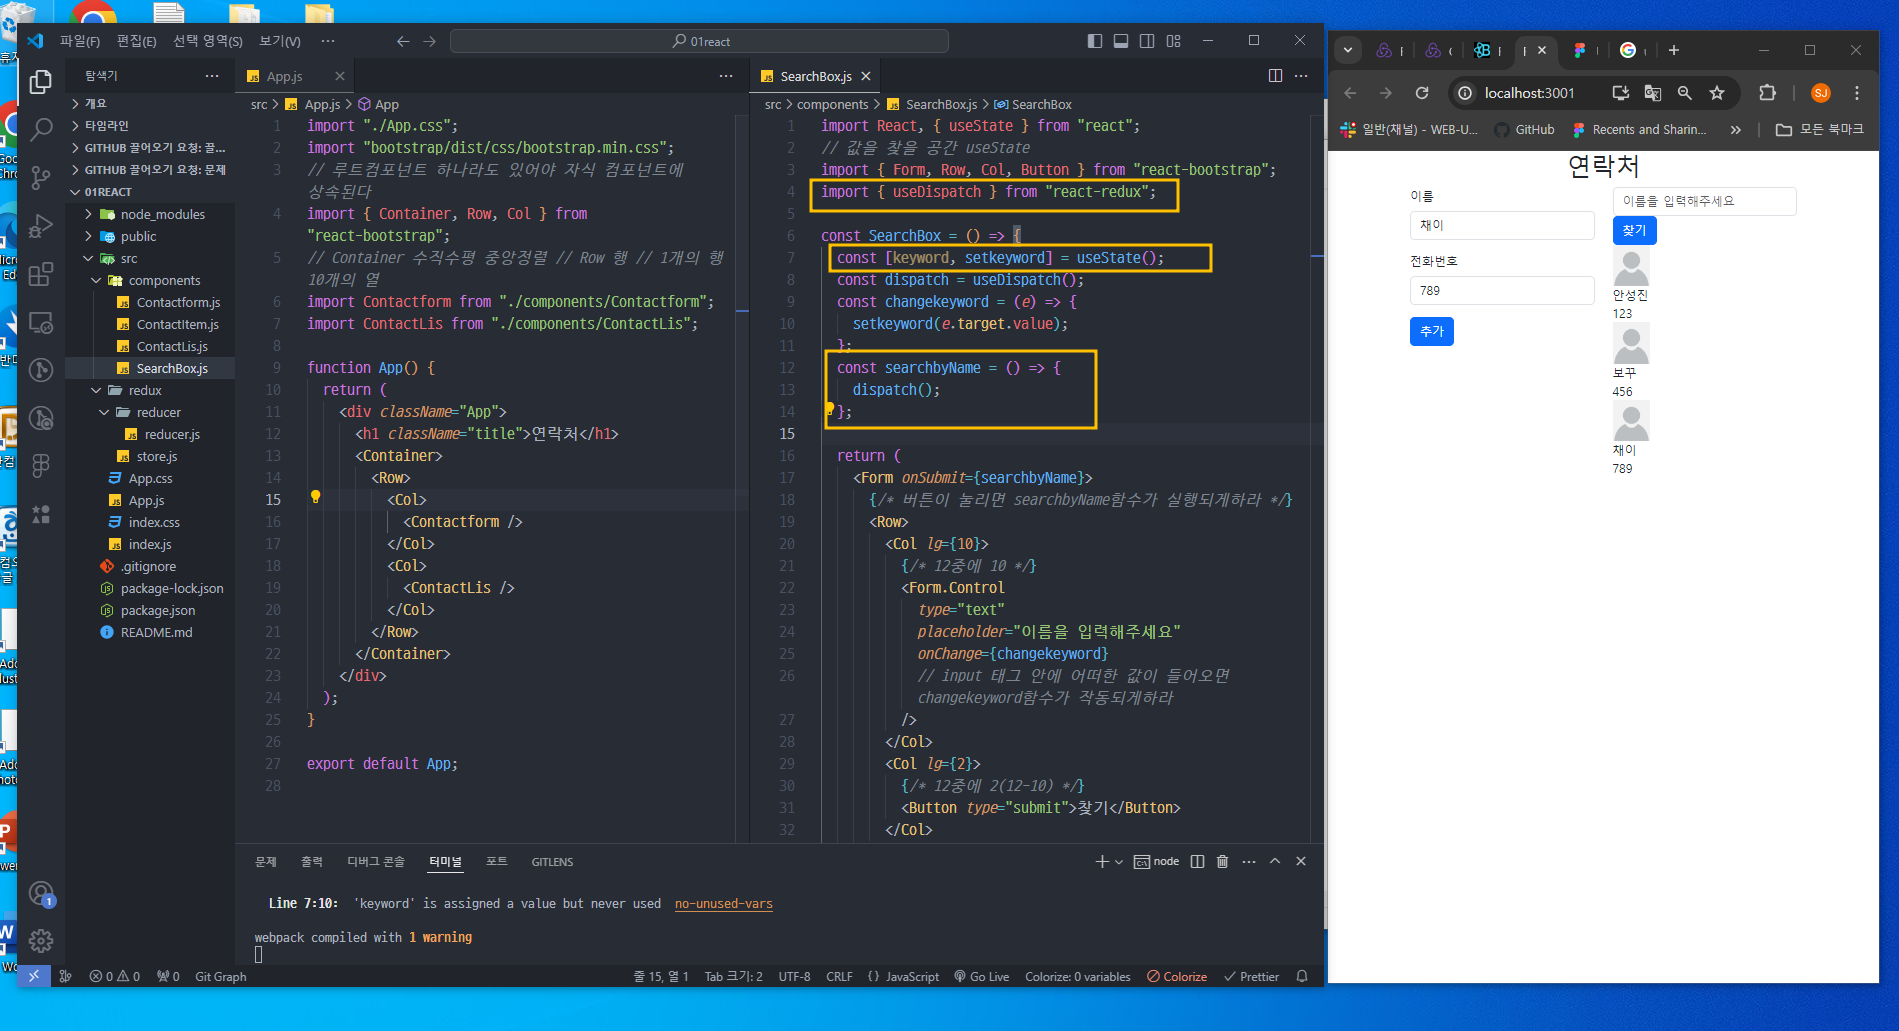 파일(F) 편집(E) 선택 영역(S) 보기(V) ··· 01react
탐색기 ···
개요
타임라인
GITHUB 끌어오기 요청: 끌...
GITHUB 끌어오기 요청: 문제
01REACT
node_modules
public
src
components
Contactform.js
ContactItem.js
ContactLis.js
SearchBox.js
redux
reducer
reducer.js
store.js
App.css
App.js
index.css
index.js
.gitignore
package-lock.json
package.json
README.md
App.js
src > App.js > App
1 import "./App.css";
2 import "bootstrap/dist/css/bootstrap.min.css";
3 // 루트컴포넌트 하나라도 있어야 자식 컴포넌트에
상속된다
4 import { Container, Row, Col } from
"react-bootstrap";
5 // Container 수직수평 중앙정렬 // Row 행 // 1개의 행
10개의 열
6 import Contactform from "./components/Contactform";
7 import ContactLis from "./components/ContactLis";
8
9 function App() {
10 return (
11 <div className="App">
12 <h1 className="title">연락처</h1>
13 <Container>
14 <Row>
15 <Col>
16 <Contactform />
17 </Col>
18 <Col>
19 <ContactLis />
20 </Col>
21 </Row>
22 </Container>
23 </div>
24 );
25 }
26
27 export default App;
28
SearchBox.js
src > components > SearchBox.js > SearchBox
1 import React, { useState } from "react";
2 // 값을 찾을 공간 useState
3 import { Form, Row, Col, Button } from "react-bootstrap";
4 import { useDispatch } from "react-redux";
5
6 const SearchBox = () => {
7 const [keyword, setkeyword] = useState();
8 const dispatch = useDispatch();
9 const changekeyword = (e) => {
10 setkeyword(e.target.value);
11 };
12 const searchbyName = () => {
13 dispatch();
14 };
15
16 return (
17 <Form onSubmit={searchbyName}>
18 {/* 버튼이 눌리면 searchbyName함수가 실행되게하라 */}
19 <Row>
20 <Col lg={10}>
21 {/* 12중에 10 */}
22 <Form.Control
23 type="text"
24 placeholder="이름을 입력해주세요"
25 onChange={changekeyword}
26 // input 태그 안에 어떠한 값이 들어오면
changekeyword함수가 작동되게하라
27 />
28 </Col>
29 <Col lg={2}>
30 {/* 12중에 2(12-10) */}
31 <Button type="submit">찾기</Button>
32 </Col>
문제 출력 디버그 콘솔 터미널 포트 GITLENS
node
Line 7:10: 'keyword' is assigned a value but never used no-unused-vars
webpack compiled with 1 warning
1
0 0 0 Git Graph 줄 15, 열 1 Tab 크기: 2 UTF-8 CRLF {} JavaScript Go Live Colorize: 0 variables Colorize Prettier
localhost:3001
SJ
일반(채널) - WEB-U... GitHub Recents and Sharin... » 모든 북마크
연락처
이름
채이
전화번호
789
추가
이름을 입력해주세요
찾기
안성진
123
보꾸
456
채이
789